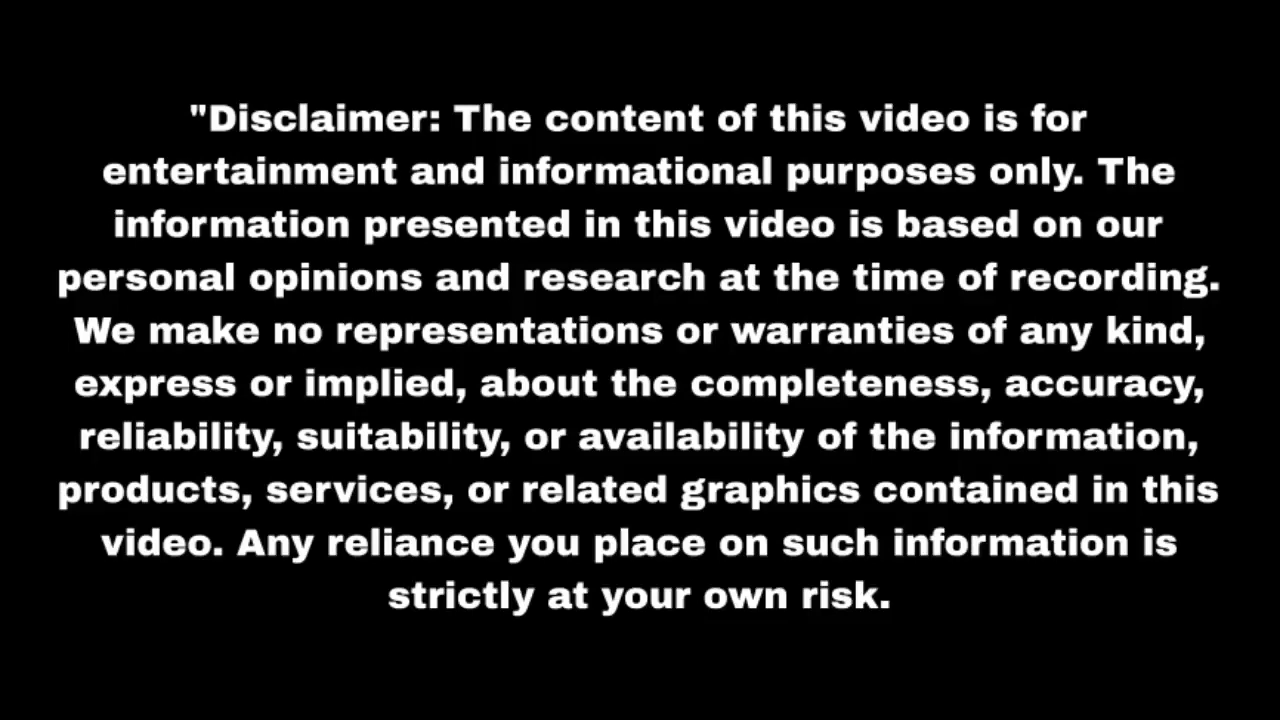 "Disclaimer: The content of this video is for
entertainment and informational purposes only. The
information presented in this video is based on our
personal opinions and research at the time of recording.
We make no representations or warranties of any kind,
express or implied, about the completeness, accuracy,
reliability, suitability, or availability of the information,
products, services, or related graphics contained in this
video. Any reliance you place on such information is
strictly at your own risk.